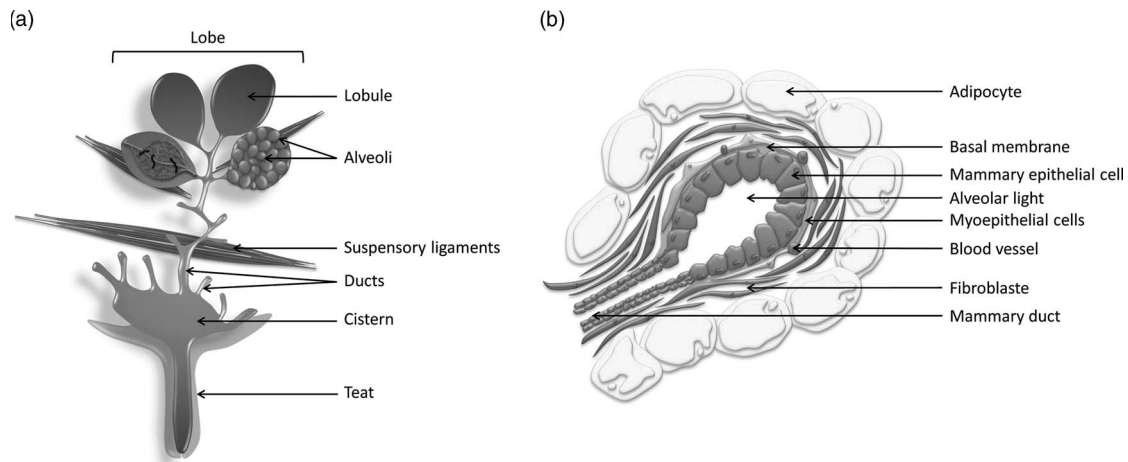 (a)
Lobe
Lobule
Alveoli
Suspensory ligaments
Ducts
Cistern
Teat
(b)
Adipocyte
Basal membrane
Mammary epithelial cell
Alveolar light
Myoepithelial cells
Blood vessel
Fibroblaste
Mammary duct